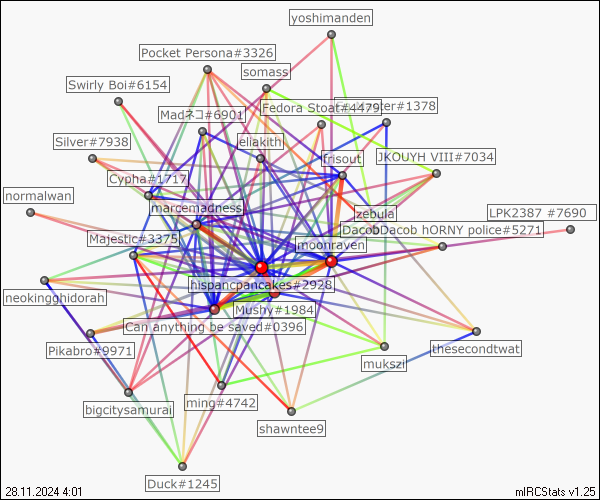 yoshimanden
Pocket Persona#3326
somass
Swirly Boi#6154
Fedora Stoat#4479
#1378
Madネコ#6901
Silver#7938
eliakith
frisout
JKOUYH VIII#7034
Cypha#1717
normalwan
marcemadness
zebula
LPK2387 #7690
DacobDacob hORNY police#5271
Majestic#3375
moonraven
hispancpancakes#2928
neokingghidorah
Mushy#1984
Can anything be saved#0396
Pikabro#9971
thesecondtwat
mukszi
bigcitysamurai
ming#4742
shawntee9
Duck#1245
28.11.2024 4:01
mIRCStats v1.25